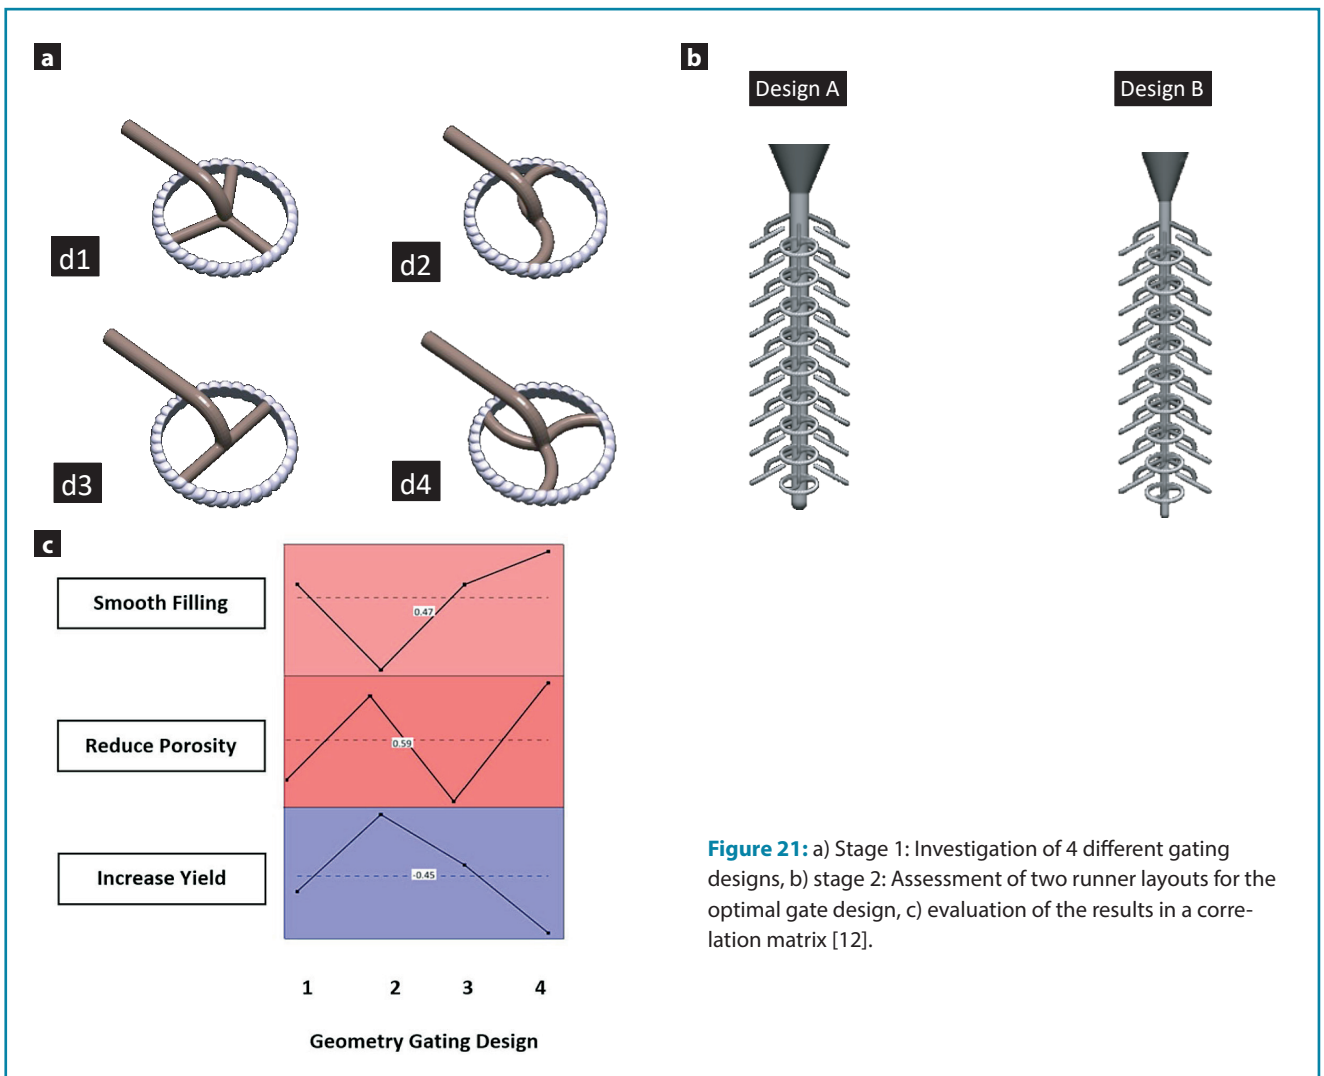 a
b
Design A
Design B
d1
d2
d3
d4
c
Smooth Filling
0.47
Reduce Porosity
0.59
Increase Yield
-0.45
1 2 3 4
Geometry Gating Design
Figure 21: a) Stage 1: Investigation of 4 different gating
designs, b) stage 2: Assessment of two runner layouts for the
optimal gate design, c) evaluation of the results in a corre-
lation matrix [12].